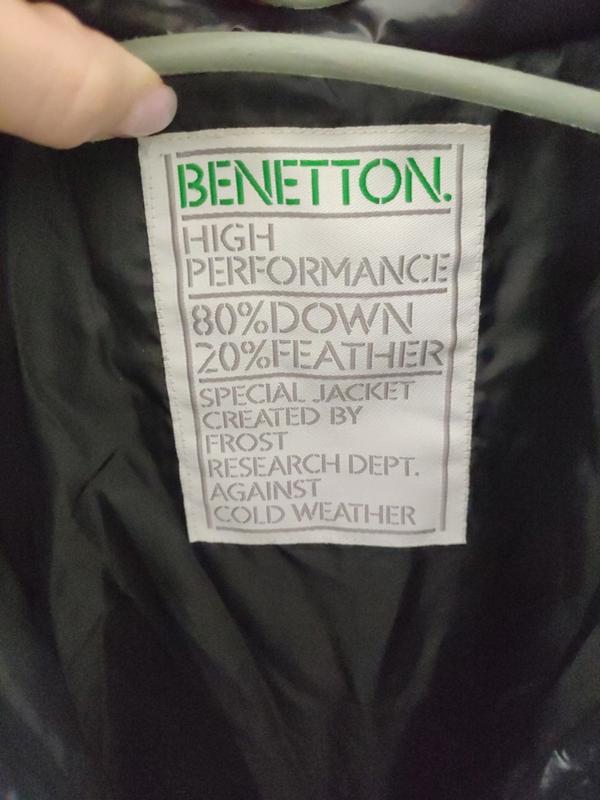 BENETTON.
HIGH
PERFORMANCE
80%DOWN
20%FEATHER
SPECIAL JACKET
CREATED BY
FROST
RESEARCH DEPT.
AGAINST
COLD WEATHER